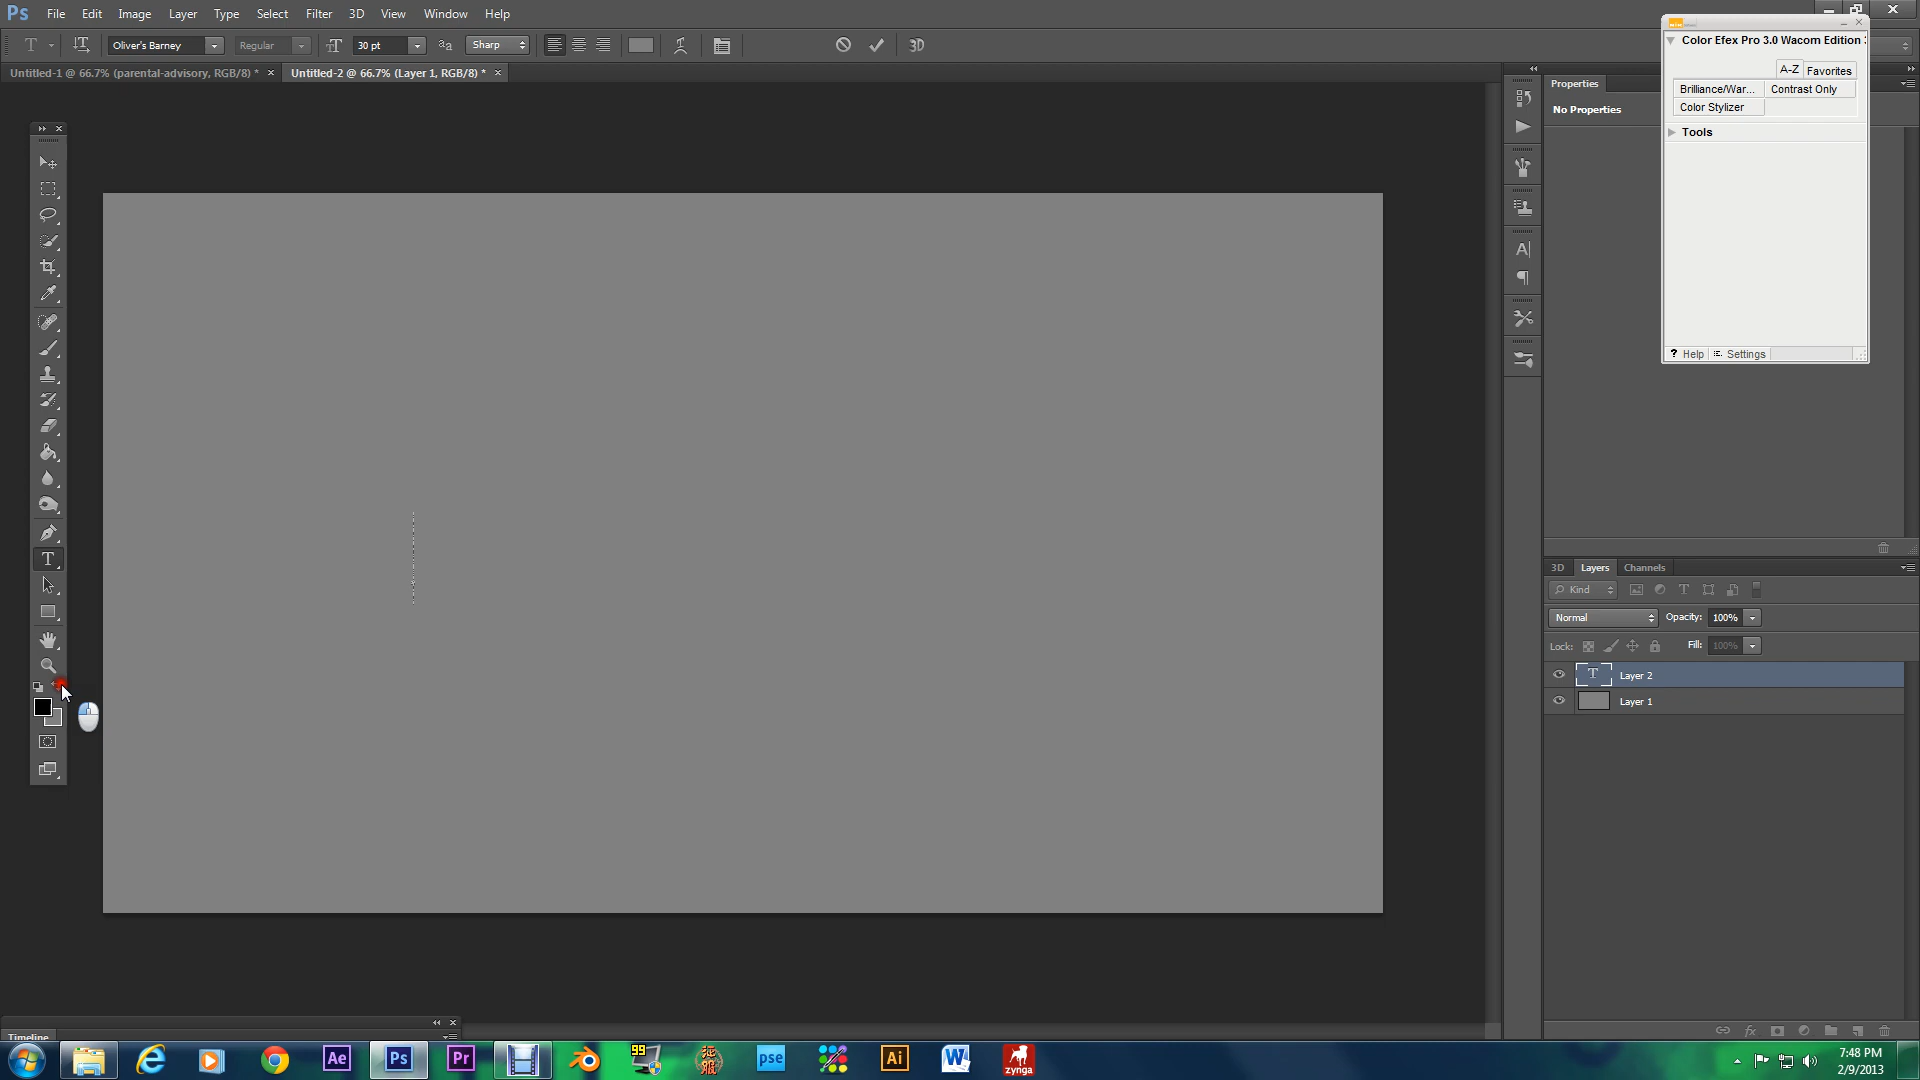 Ps File Edit Image Layer Type Select Filter 3D View Window Help
T Oliver's Barney Regular 30 pt Sharp 3D
Untitled-1 @ 66.7% (parental-advisory, RGB/8) * × Untitled-2 @ 66.7% (Layer 1, RGB/8) * ×
Color Efex Pro 3.0 Wacom Edition
A-Z Favorites
Brilliance/War... Contrast Only
Color Stylizer
Tools
? Help Settings
Properties
No Properties
3D Layers Channels
Kind
Normal Opacity: 100%
Lock: Fill: 100%
T Layer 2
Layer 1
Timeline
Ae Ps Pr 99 征服 pse Ai W zynga
7:48 PM
2/9/2013